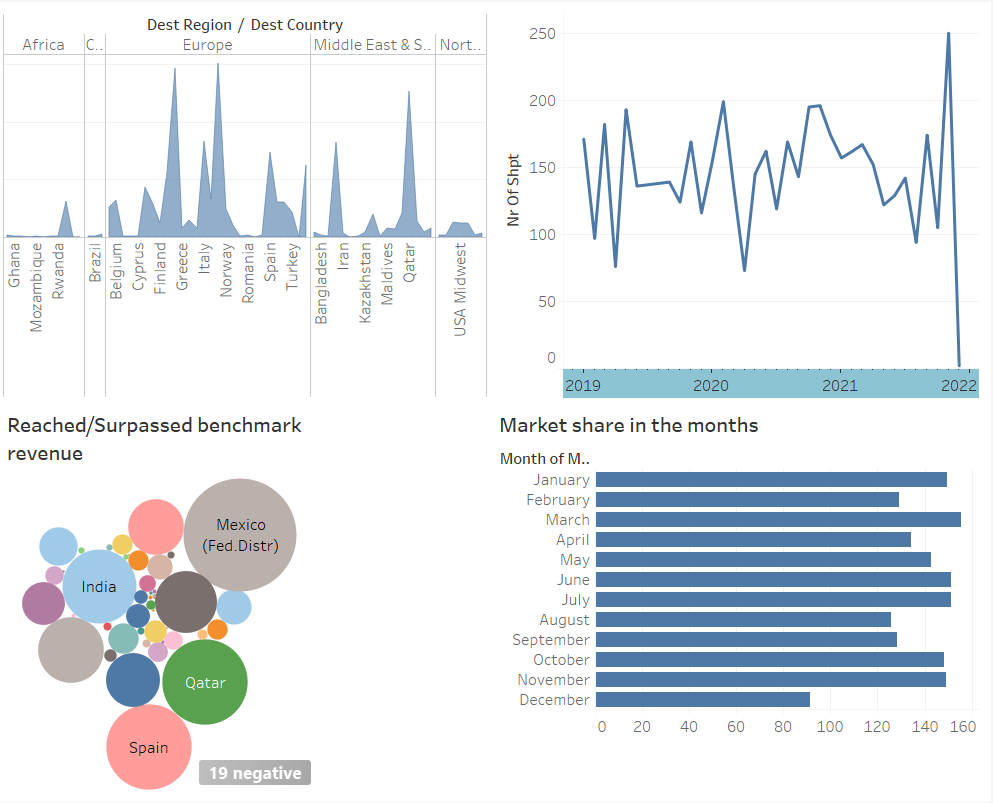 Dest Region / Dest Country
Africa
C..
Europe
Middle East & S..
Nort..
Ghana
Mozambique
Rwanda
Brazil
Belgium
Cyprus
Finland
Greece
Italy
Norway
Romania
Spain
Turkey
Bangladesh
Iran
Kazakhstan
Maldives
Qatar
USA Midwest
Nr Of Shpt
250
200
150
100
50
0
2019
2020
2021
2022
Reached/Surpassed benchmark
revenue
Mexico
(Fed.Distr)
India
Qatar
Spain
19 negative
Market share in the months
Month of M..
January
February
March
April
May
June
July
August
September
October
November
December
0
20
40
60
80
100
120
140
160